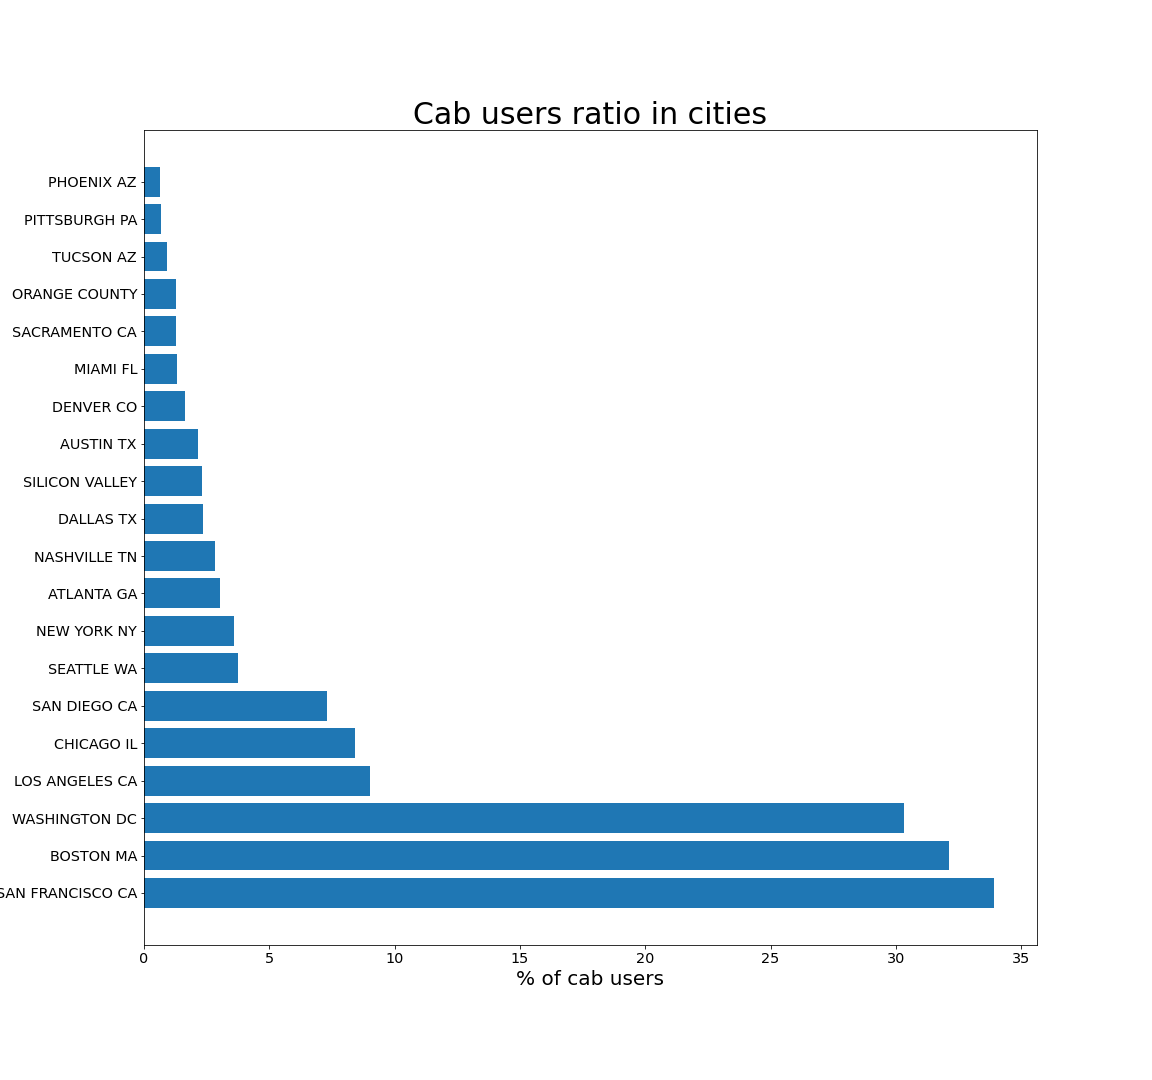 Cab users ratio in cities
PHOENIX AZ
PITTSBURGH PA
TUCSON AZ
ORANGE COUNTY
SACRAMENTO CA
MIAMI FL
DENVER CO
AUSTIN TX
SILICON VALLEY
DALLAS TX
NASHVILLE TN
ATLANTA GA
NEW YORK NY
SEATTLE WA
SAN DIEGO CA
CHICAGO IL
LOS ANGELES CA
WASHINGTON DC
BOSTON MA
SAN FRANCISCO CA
0 5 10 15 20 25 30 35
% of cab users